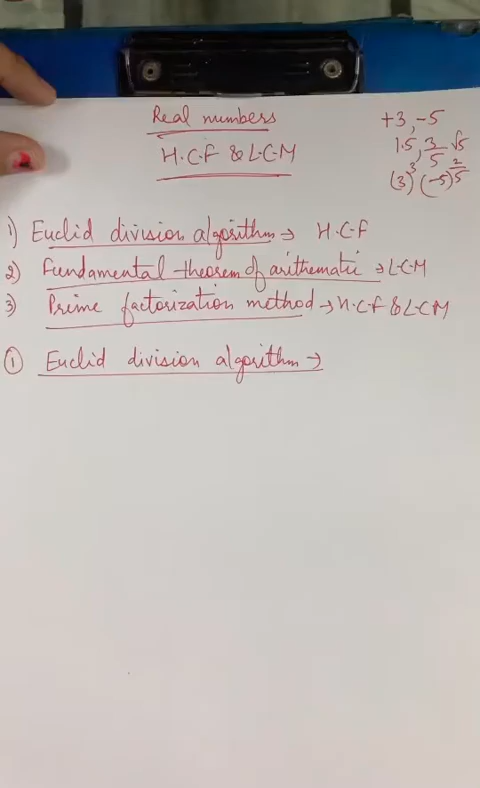 Real numbers
H.C.F & L.C.M
+3, -5
1.5, 3/5 √5
(3)³ (-5)^2/5
1) Euclid division algorithm → H.C.F
2) Fundamental theorem of arithematic → L.C.M
3) Prime factorization method → H.C.F & L.C.M
① Euclid division algorithm →